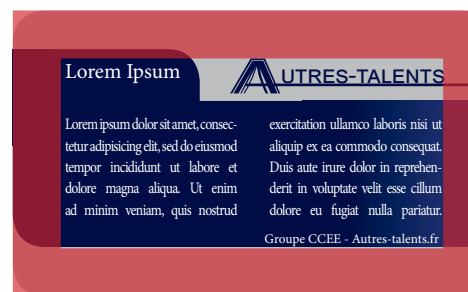 Lorem Ipsum
AUTRES-TALENTS
Lorem ipsum dolor sit amet, consec-
tetur adipisicing elit, sed do eiusmod
tempor incididunt ut labore et
dolore magna aliqua. Ut enim
ad minim veniam, quis nostrud
exercitation ullamco laboris nisi ut
aliquip ex ea commodo consequat.
Duis aute irure dolor in reprehen-
derit in voluptate velit esse cillum
dolore eu fugiat nulla pariatur.
Groupe CCEE - Autres-talents.fr